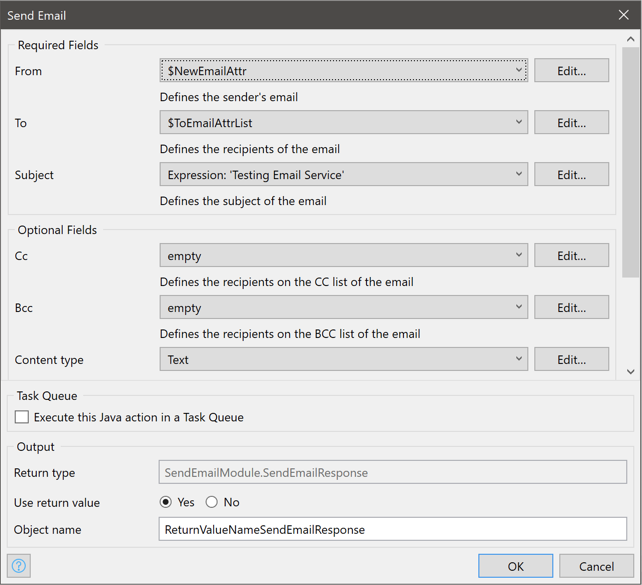 Send Email
Required Fields
From $NewEmailAttr Edit...
Defines the sender's email
To $ToEmailAttrList Edit...
Defines the recipients of the email
Subject Expression: 'Testing Email Service' Edit...
Defines the subject of the email
Optional Fields
Cc empty Edit...
Defines the recipients on the CC list of the email
Bcc empty Edit...
Defines the recipients on the BCC list of the email
Content type Text Edit...
Task Queue
Execute this Java action in a Task Queue
Output
Return type SendEmailModule.SendEmailResponse
Use return value Yes No
Object name ReturnValueNameSendEmailResponse
? OK Cancel